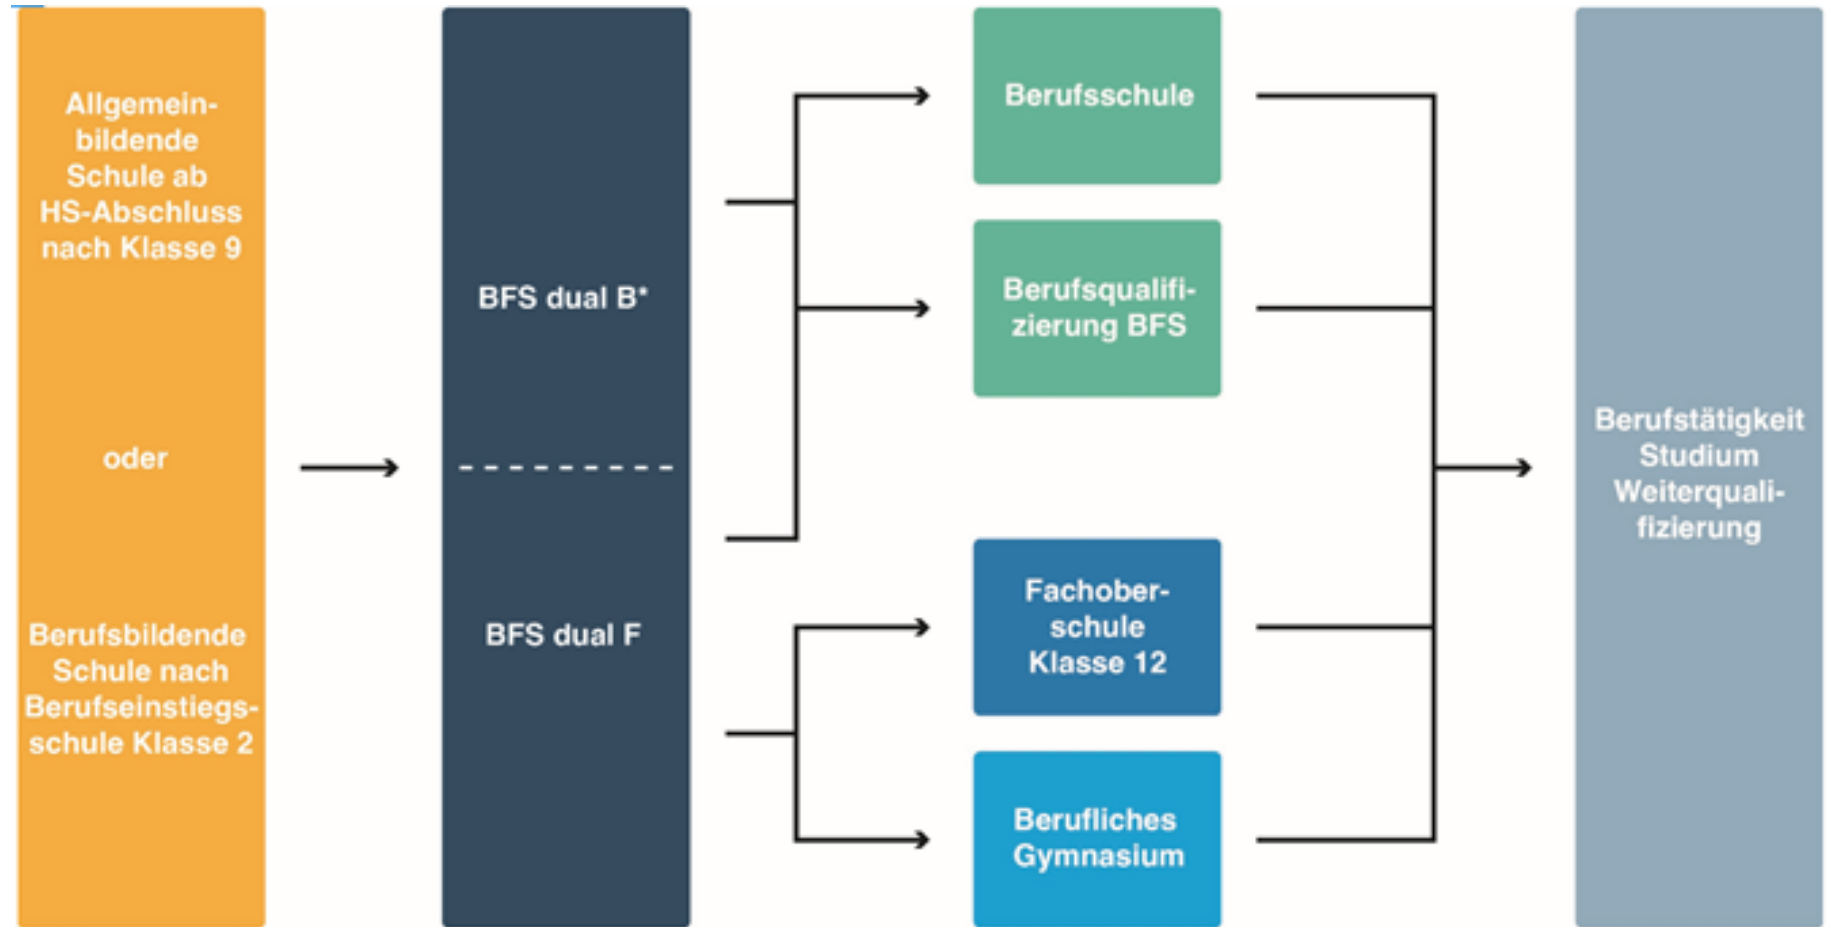 Allgemein-
bildende
Schule ab
HS-Abschluss
nach Klasse 9
oder
Berufsbildende
Schule nach
Berufseinstiegs-
schule Klasse 2
BFS dual B*
BFS dual F
Berufsschule
Berufsqualifi-
zierung BFS
Fachober-
schule
Klasse 12
Berufliches
Gymnasium
Berufstätigkeit
Studium
Weiterquali-
fizierung